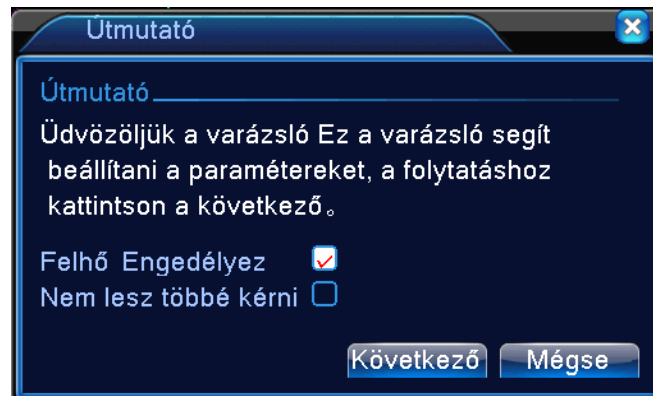 Útmutató
Útmutató
Üdvözöljük a varázsló Ez a varázsló segít
beállítani a paramétereket, a folytatáshoz
kattintson a következő。
Felhő Engedélyez
Nem lesz többé kérni
Következő Mégse